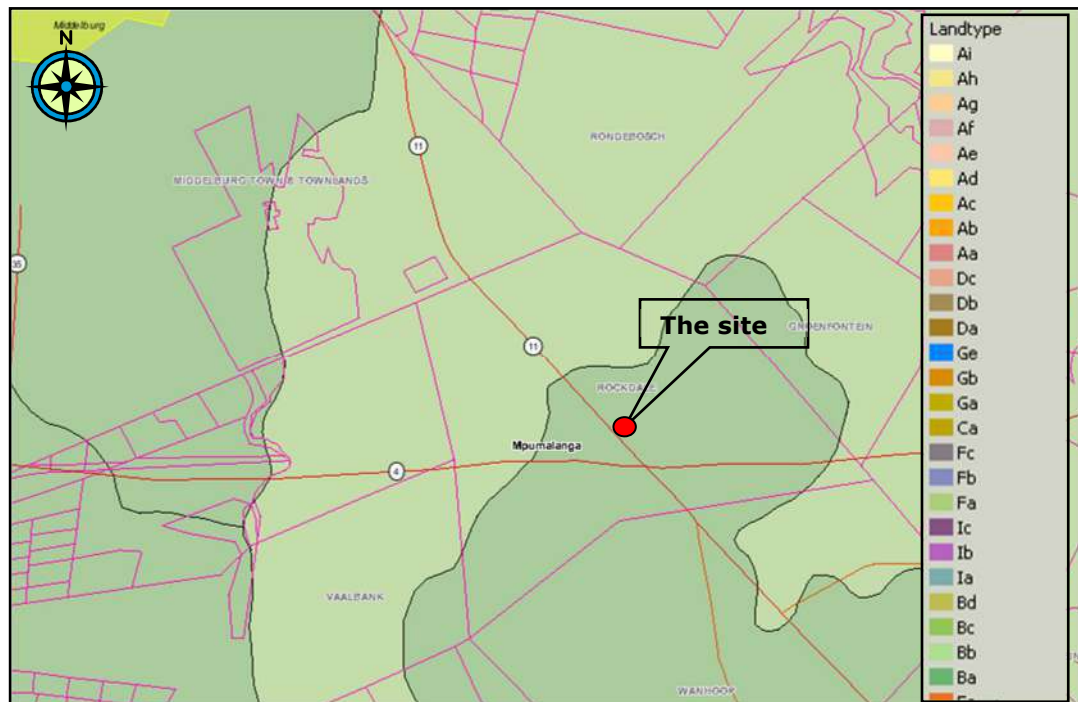 Middelburg
N
11
RONDEBOSCH
MIDDELBURG TOWN & TOWNLANDS
35
The site
GROENFONTEIN
11
ROCKDALE
Mpumalanga
4
VAALBANK
WANHOOP
Landtype
Ai
Ah
Ag
Af
Ae
Ad
Ac
Ab
Aa
Dc
Db
Da
Ge
Gb
Ga
Ca
Fc
Fb
Fa
Ic
Ib
Ia
Bd
Bc
Bb
Ba